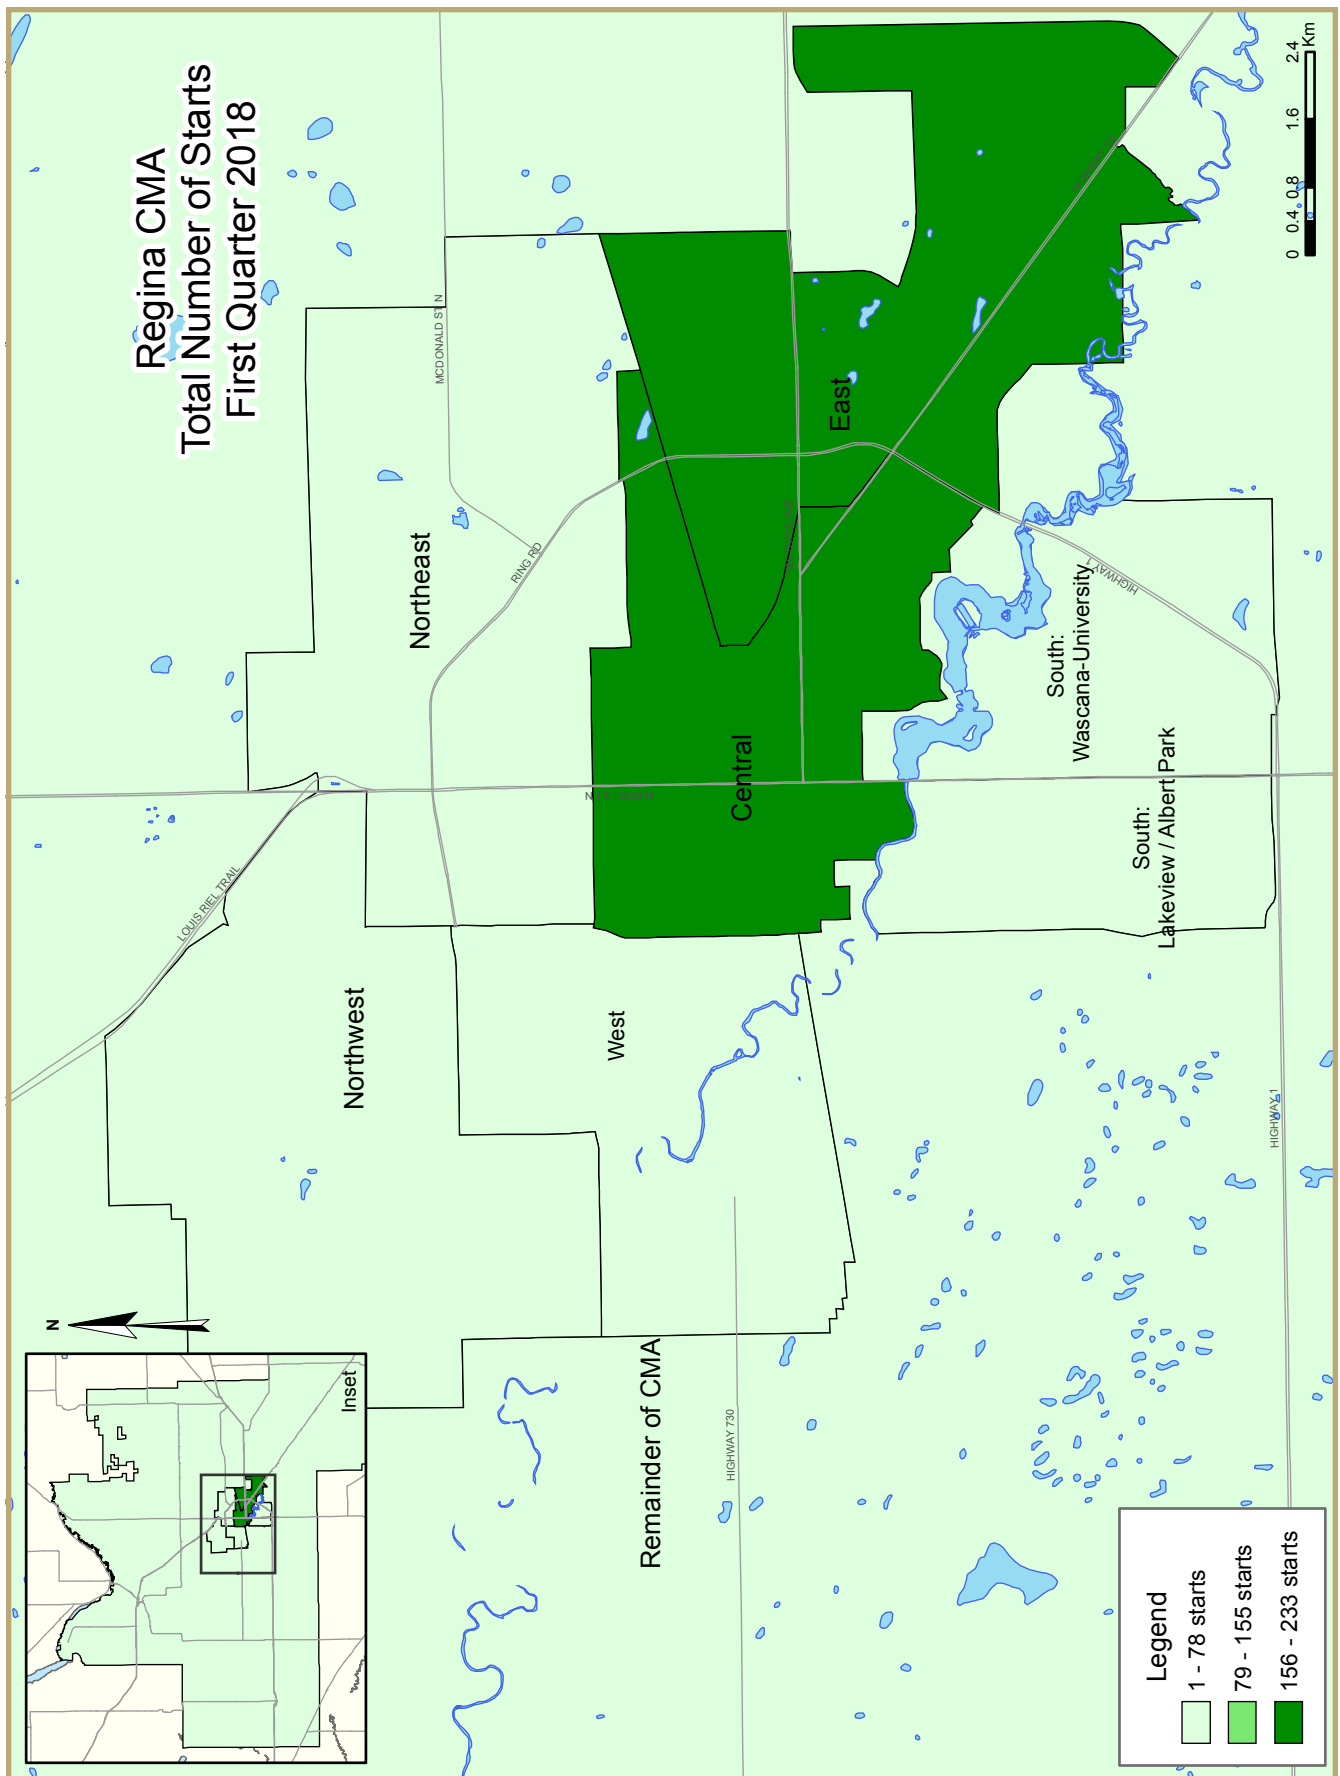 Regina CMA
Total Number of Starts
First Quarter 2018
N
Inset
LOUIS RIEL TRAIL
MCDONALD ST N
RING RD
Northwest
Northeast
West
Central
East
Remainder of CMA
HIGHWAY 730
South:
Wascana-University
HIGHWAY 1
South:
Lakeview / Albert Park
HIGHWAY 1
Legend
1 - 78 starts
79 - 155 starts
156 - 233 starts
0 0.4 0.8 1.6 2.4
Km